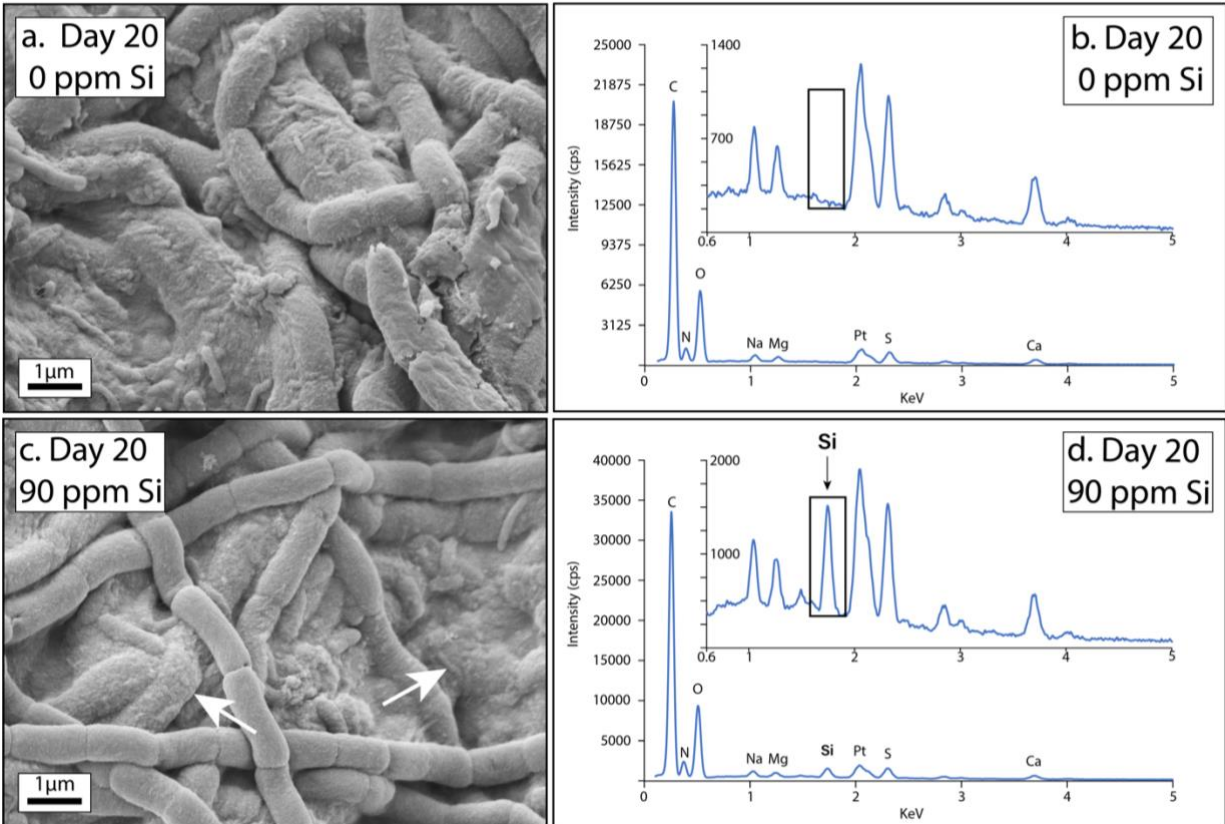 a. Day 20
0 ppm Si
1µm
b. Day 20
0 ppm Si
25000
21875
18750
15625
12500
9375
6250
3125
Intensity (cps)
C
N
O
Na Mg
Pt
S
Ca
1400
700
0.6 1 2 3 4 5
0 1 2 3 4 5
KeV
c. Day 20
90 ppm Si
1µm
d. Day 20
90 ppm Si
40000
35000
30000
25000
20000
15000
10000
5000
Intensity (cps)
C
N
O
Na Mg
Si
Pt
S
Ca
Si
2000
1000
0.6 1 2 3 4 5
0 1 2 3 4 5
KeV